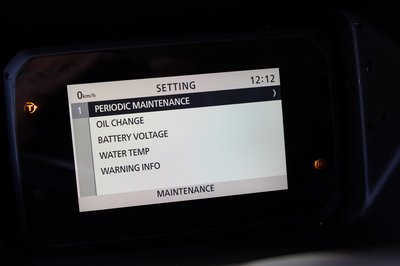 SETTING
0km/h
12:12
1
PERIODIC MAINTENANCE
OIL CHANGE
BATTERY VOLTAGE
WATER TEMP
WARNING INFO
MAINTENANCE
T